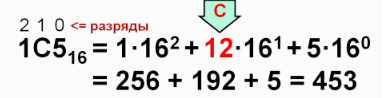 C
2 1 0 <= разряды
1C5₁₆ = 1·16² + 12·16¹ + 5·16⁰
= 256 + 192 + 5 = 453